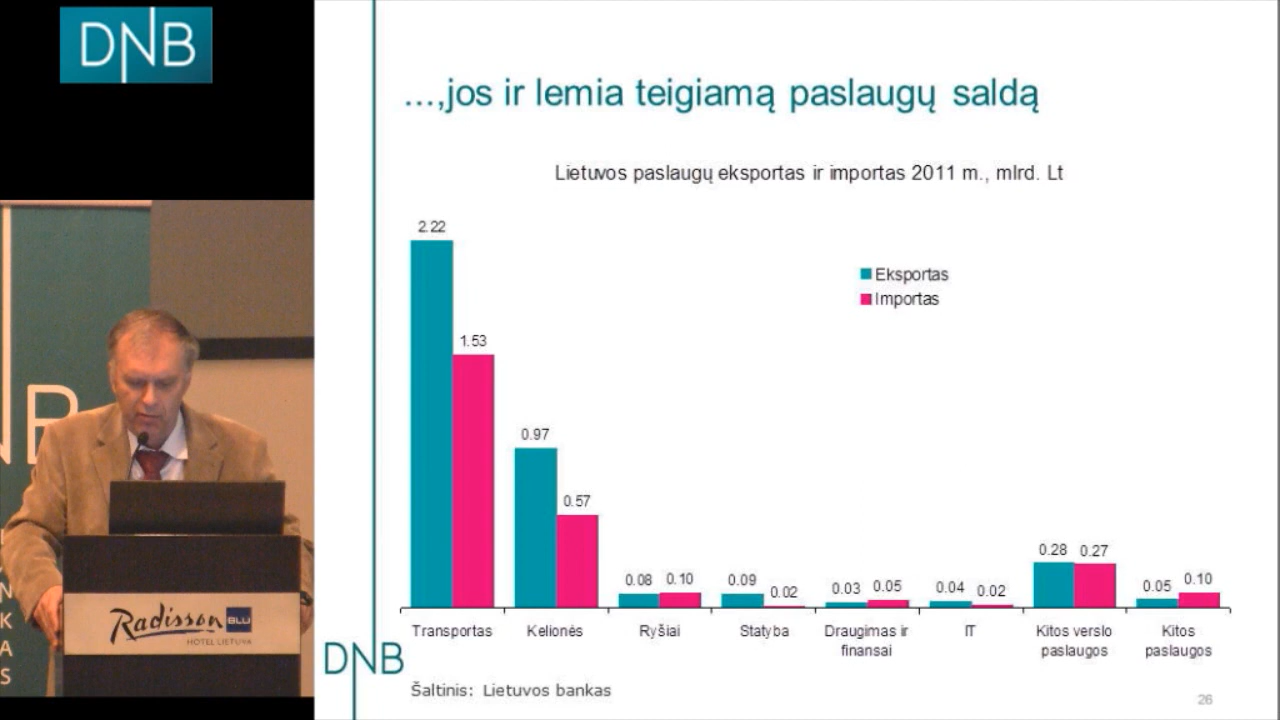 DNB
...,jos ir lemia teigiamą paslaugų saldą
Lietuvos paslaugų eksportas ir importas 2011 m., mlrd. Lt
Eksportas
Importas
2.22
1.53
0.97
0.57
0.08
0.10
0.09
0.02
0.03
0.05
0.04
0.02
0.28
0.27
0.05
0.10
Transportas
Kelionės
Ryšiai
Statyba
Draugimas ir
finansai
IT
Kitos verslo
paslaugos
Kitos
paslaugos
DNB
Šaltinis: Lietuvos bankas
26
NB
N
K
A
S
Radisson BLU
HOTEL LIETUVA